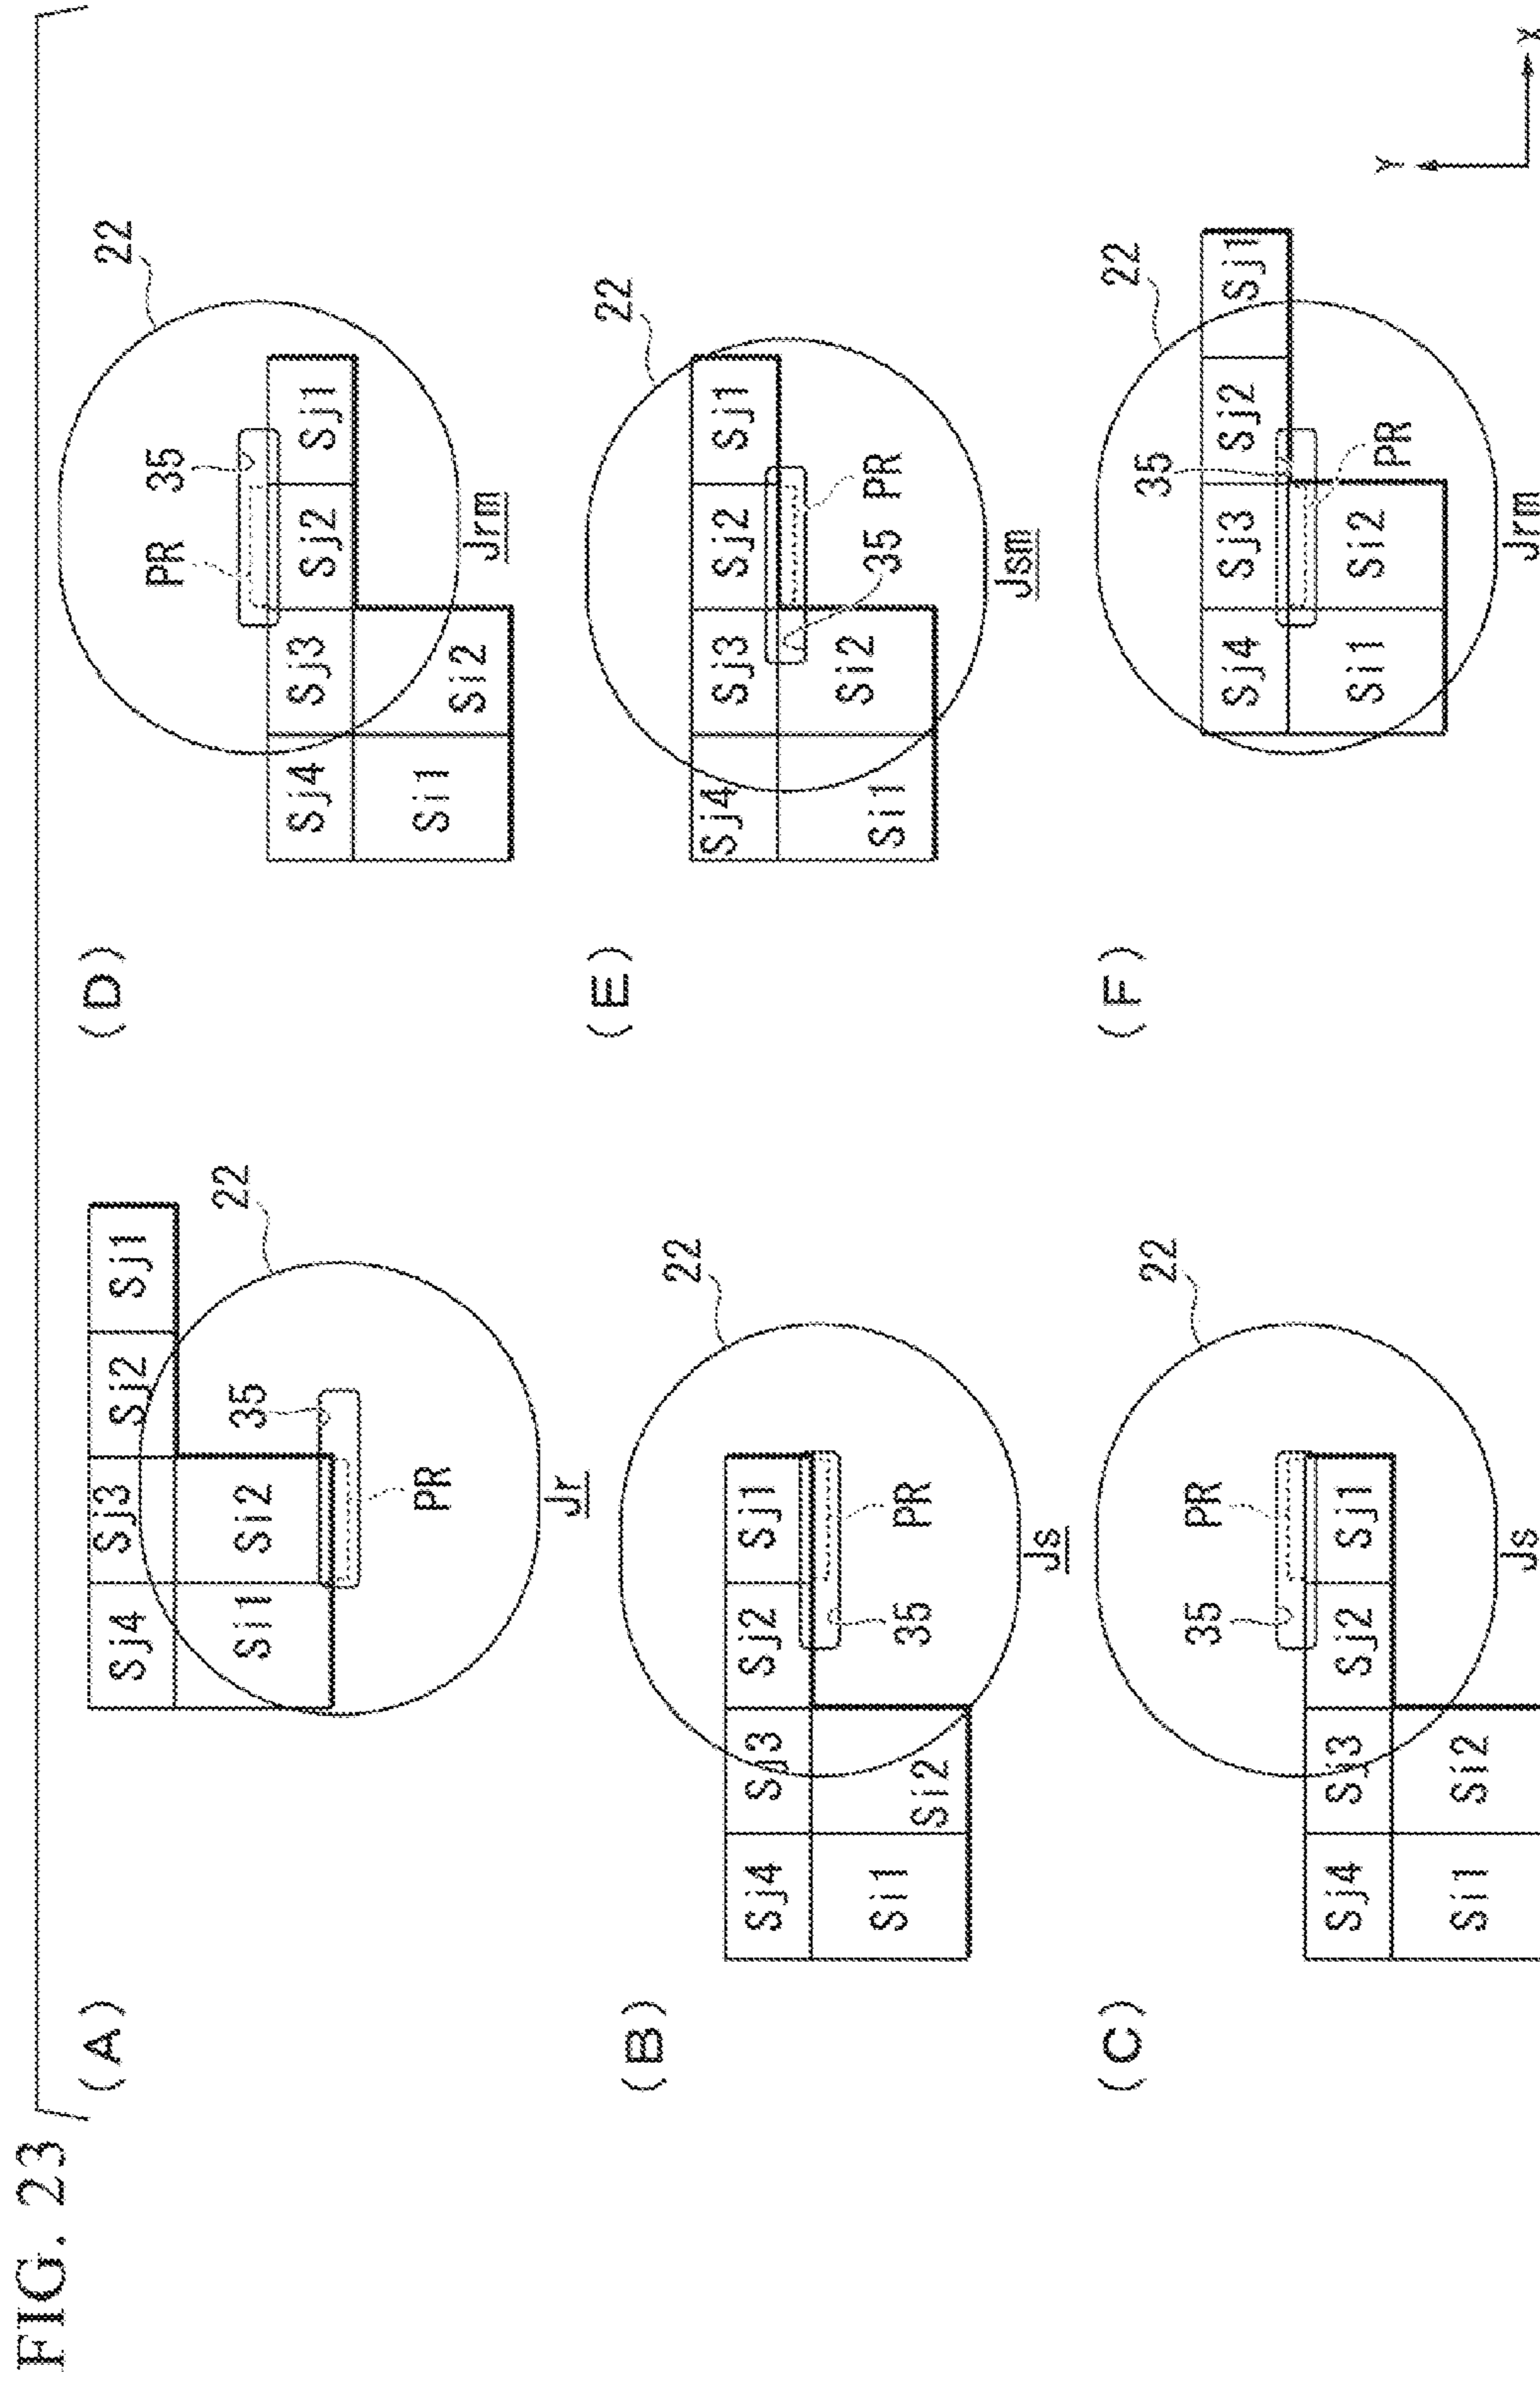 FIG. 23
(A)
Sj4 Sj3 Sj2 Sj1
22
Si1 Si2 35
PR
Jr
(B)
22
Sj4 Sj3 Sj2 Sj1
Si1 Si2 35 PR
Js
(C)
22
35 PR
Sj4 Sj3 Sj2 Sj1
Si1 Si2
Js
(D)
22
PR 35
Sj4 Sj3 Sj2 Sj1
Si1 Si2
Jrm
(E)
22
Sj4 Sj3 Sj2 Sj1
Si1 Si2 35 PR
Jsm
(F)
22
35
Sj4 Sj3 Sj2 Sj1
Si1 Si2 PR
Jrm
Y
X